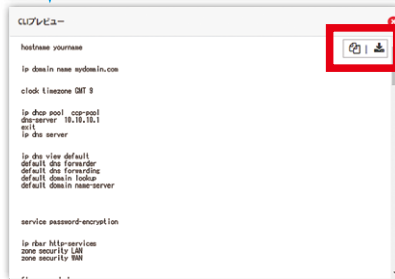 CLIプレビュー
hostname yourname
ip domain name mydomain.com
clock timezone GMT 9
ip dhcp pool ccp-pool
dns-server 10.10.10.1
exit
ip dns server
ip dns view default
default dns forwarder
default dns forwarding
default domain lookup
default domain name-server
service password-encryption
ip rbar http-services
zone security LAN
zone security WAN